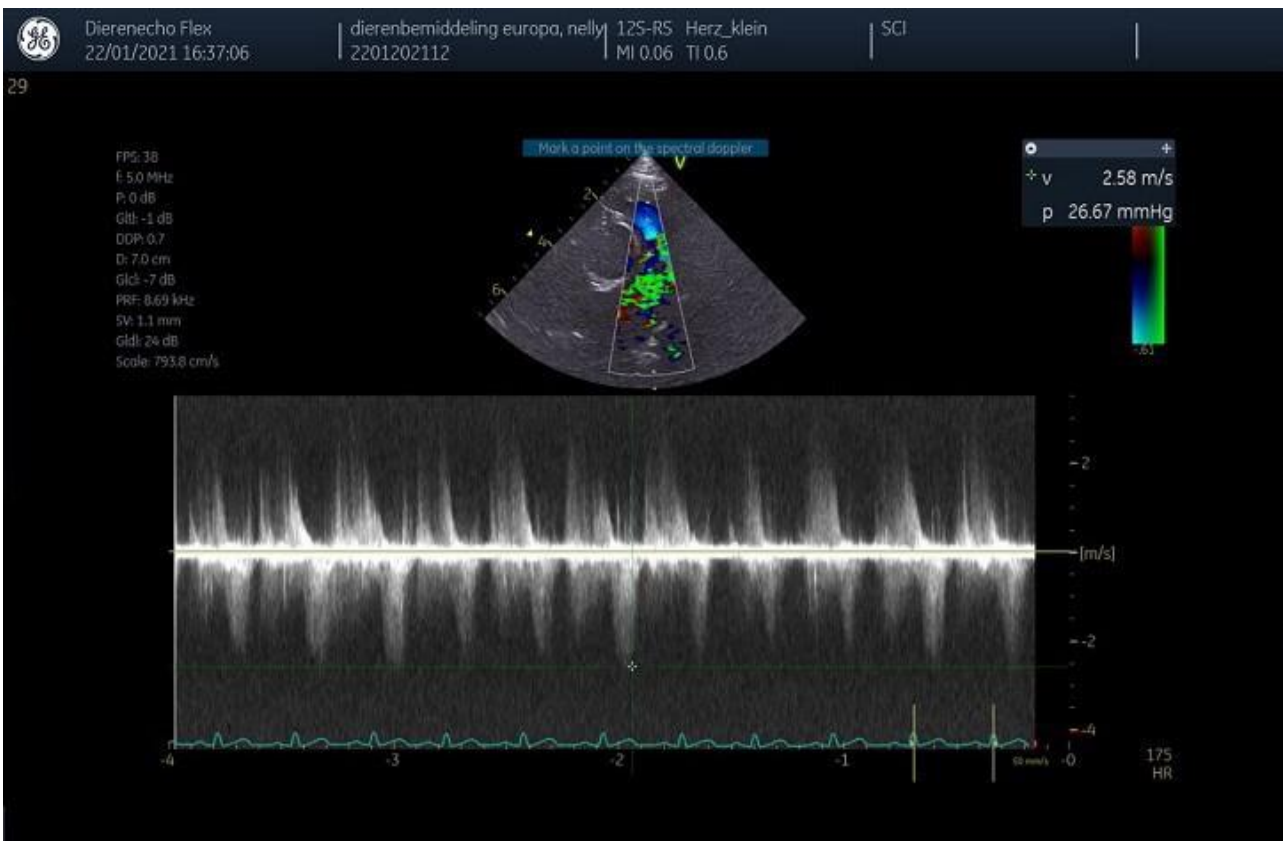 Dierenecho Flex
22/01/2021 16:37:06
dierenbemiddeling europa, nelly
2201202112
12S-RS Herz_klein
MI 0.06 TI 0.6
SCI
29
Mark a point on the spectral doppler
FPS: 38
f: 5.0 MHz
P: 0 dB
Gltl: -1 dB
DDP: 0.7
D: 7.0 cm
Glcl: -7 dB
PRF: 8.69 kHz
SV: 1.1 mm
Gldl: 24 dB
Scale: 793.8 cm/s
V
2
4
6
v 2.58 m/s
p 26.67 mmHg
-.63
-2
-[m/s]
--2
--4
-4
-3
-2
-1
50 mm/s
-0
175
HR